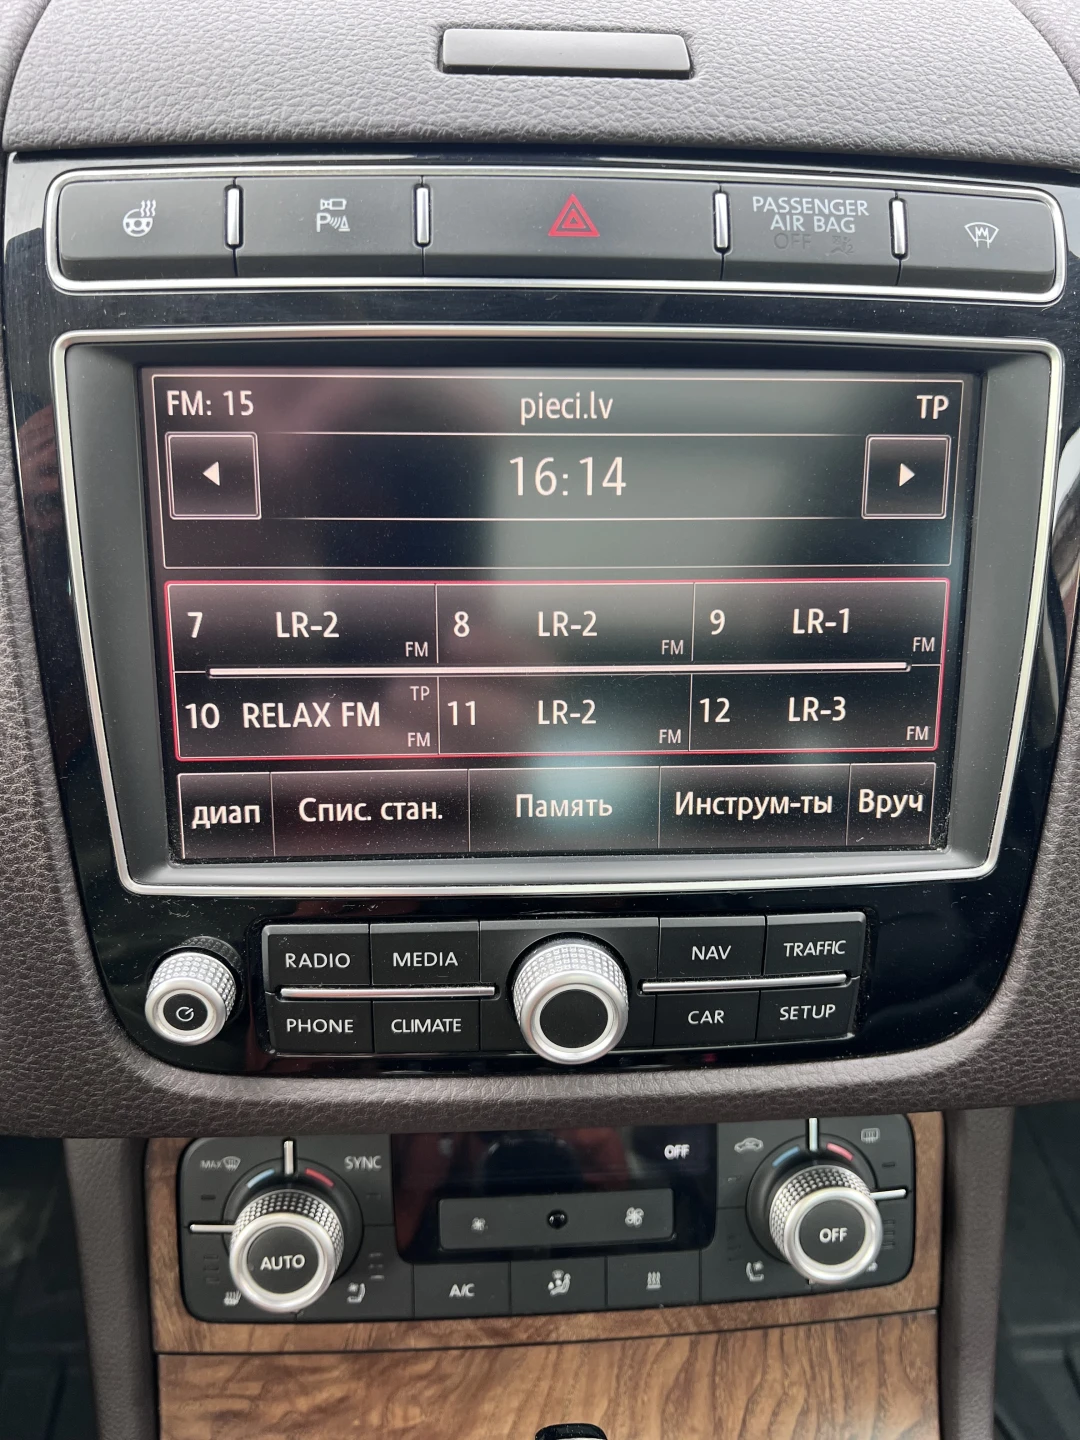 PASSENGER
AIR BAG
OFF
P
FM: 15 pieci.lv TP
16:14
7 LR-2 FM 8 LR-2 FM 9 LR-1 FM
10 RELAX FM TP FM 11 LR-2 FM 12 LR-3 FM
диап Спис. стан. Память Инструм-ты Вруч
RADIO MEDIA NAV TRAFFIC
PHONE CLIMATE CAR SETUP
MAX SYNC OFF
AUTO OFF
A/C